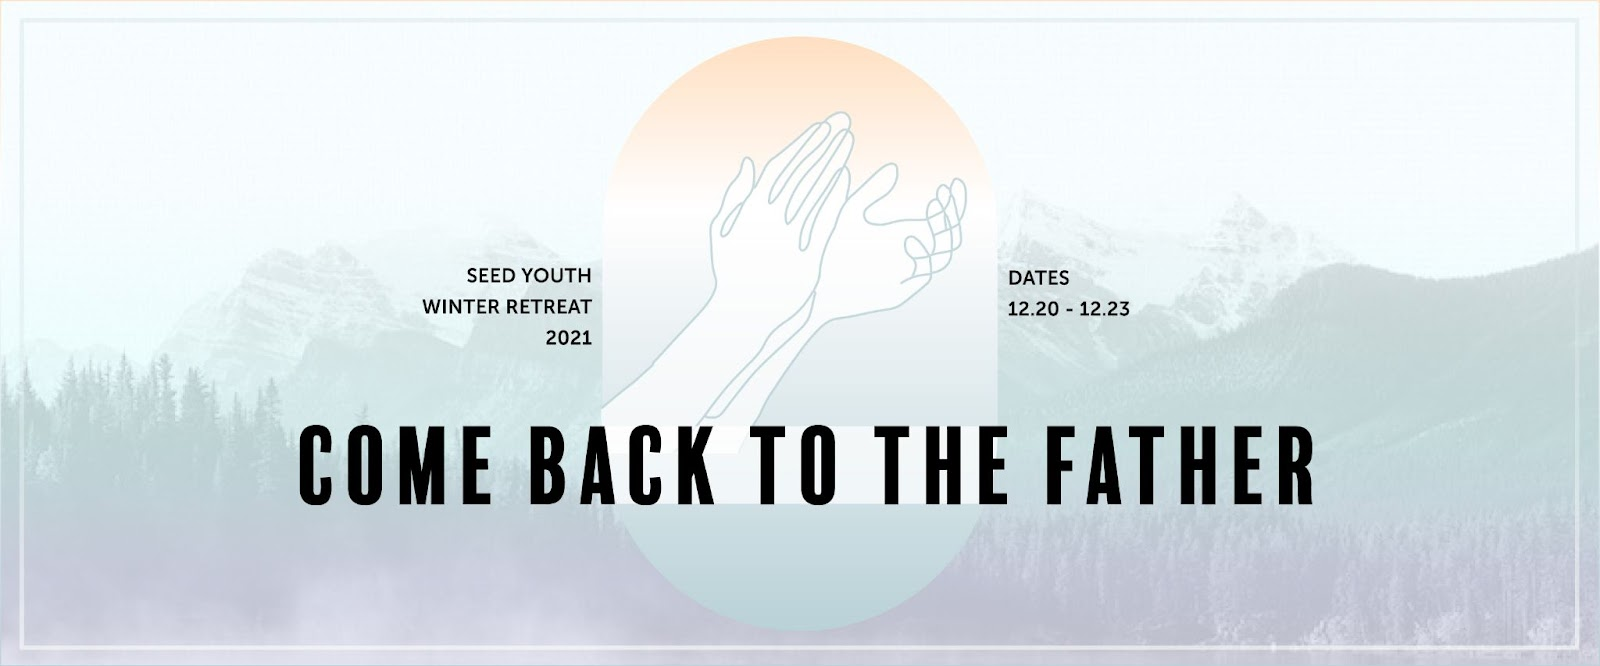 SEED YOUTH
WINTER RETREAT
2021
DATES
12.20 - 12.23
COME BACK TO THE FATHER